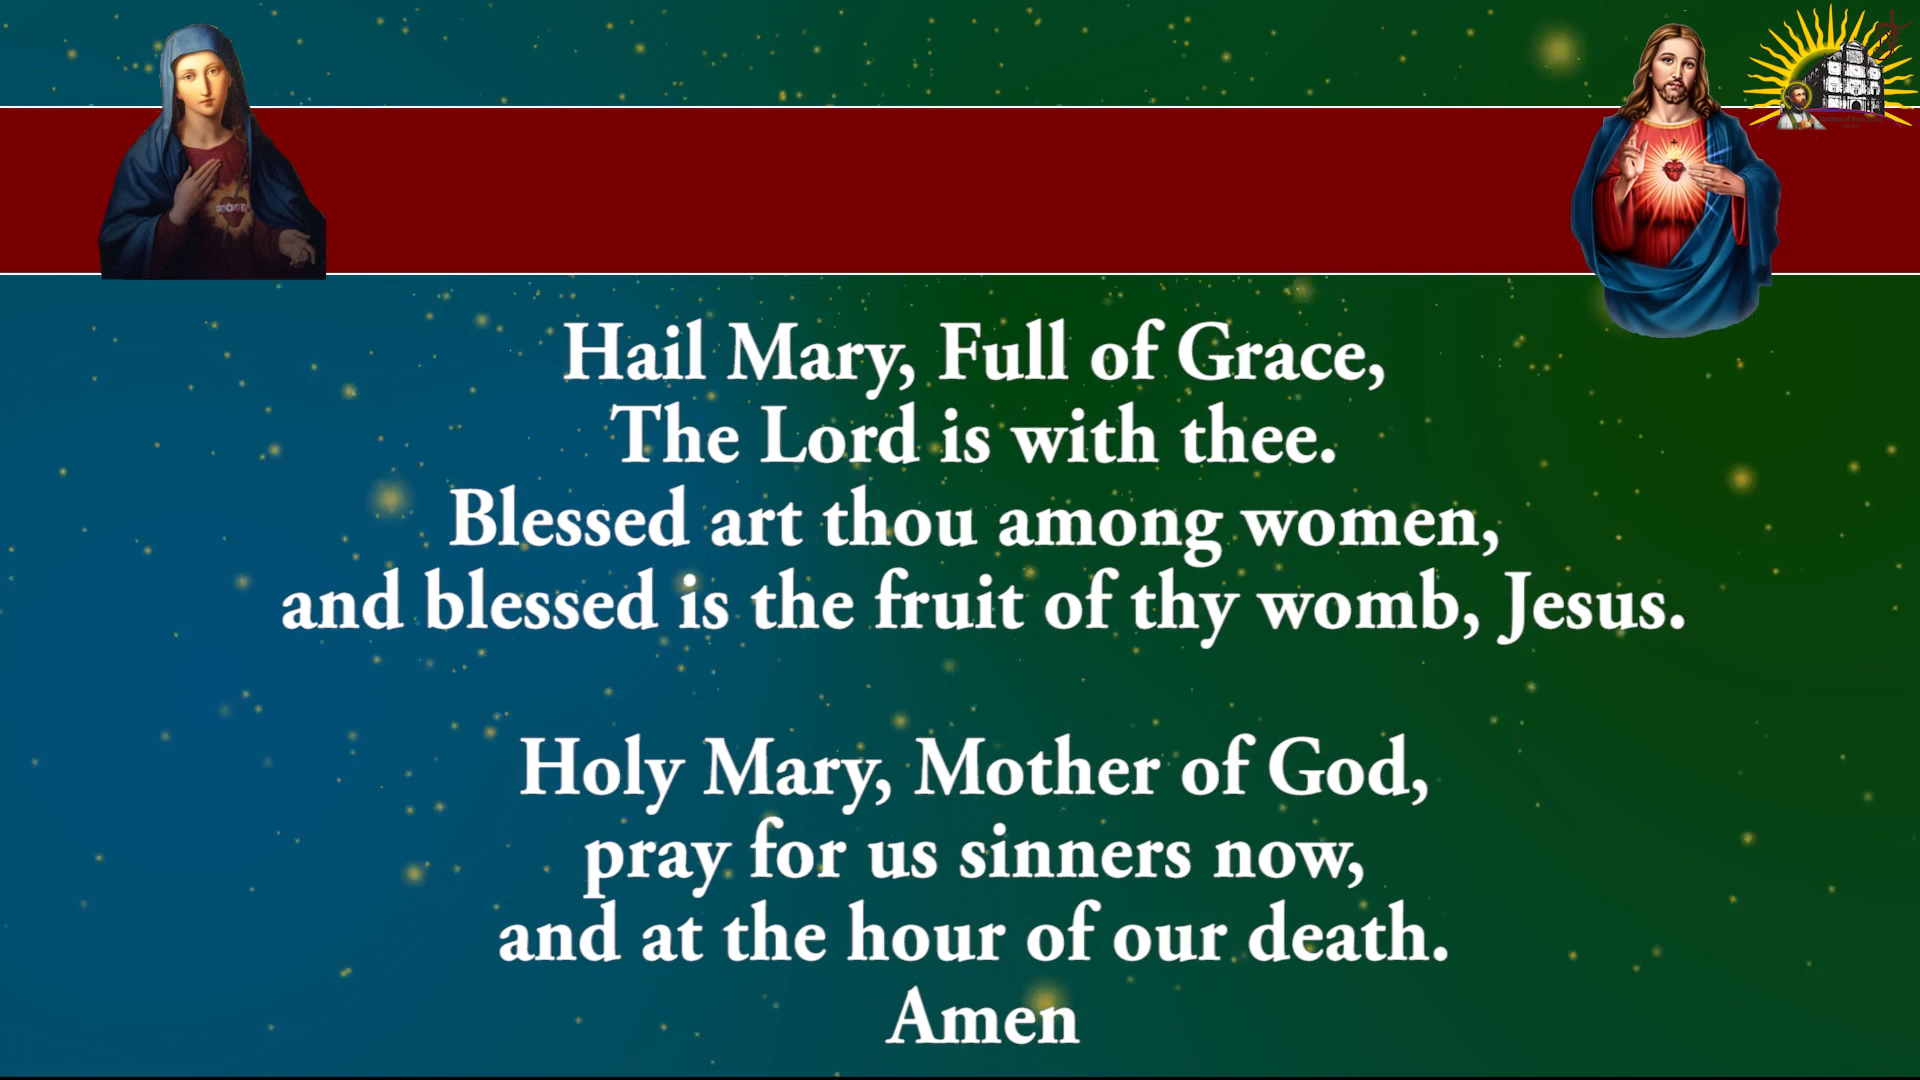 Hail Mary, Full of Grace,
The Lord is with thee.
Blessed art thou among women,
and blessed is the fruit of thy womb, Jesus.
Holy Mary, Mother of God,
pray for us sinners now,
and at the hour of our death.
Amen